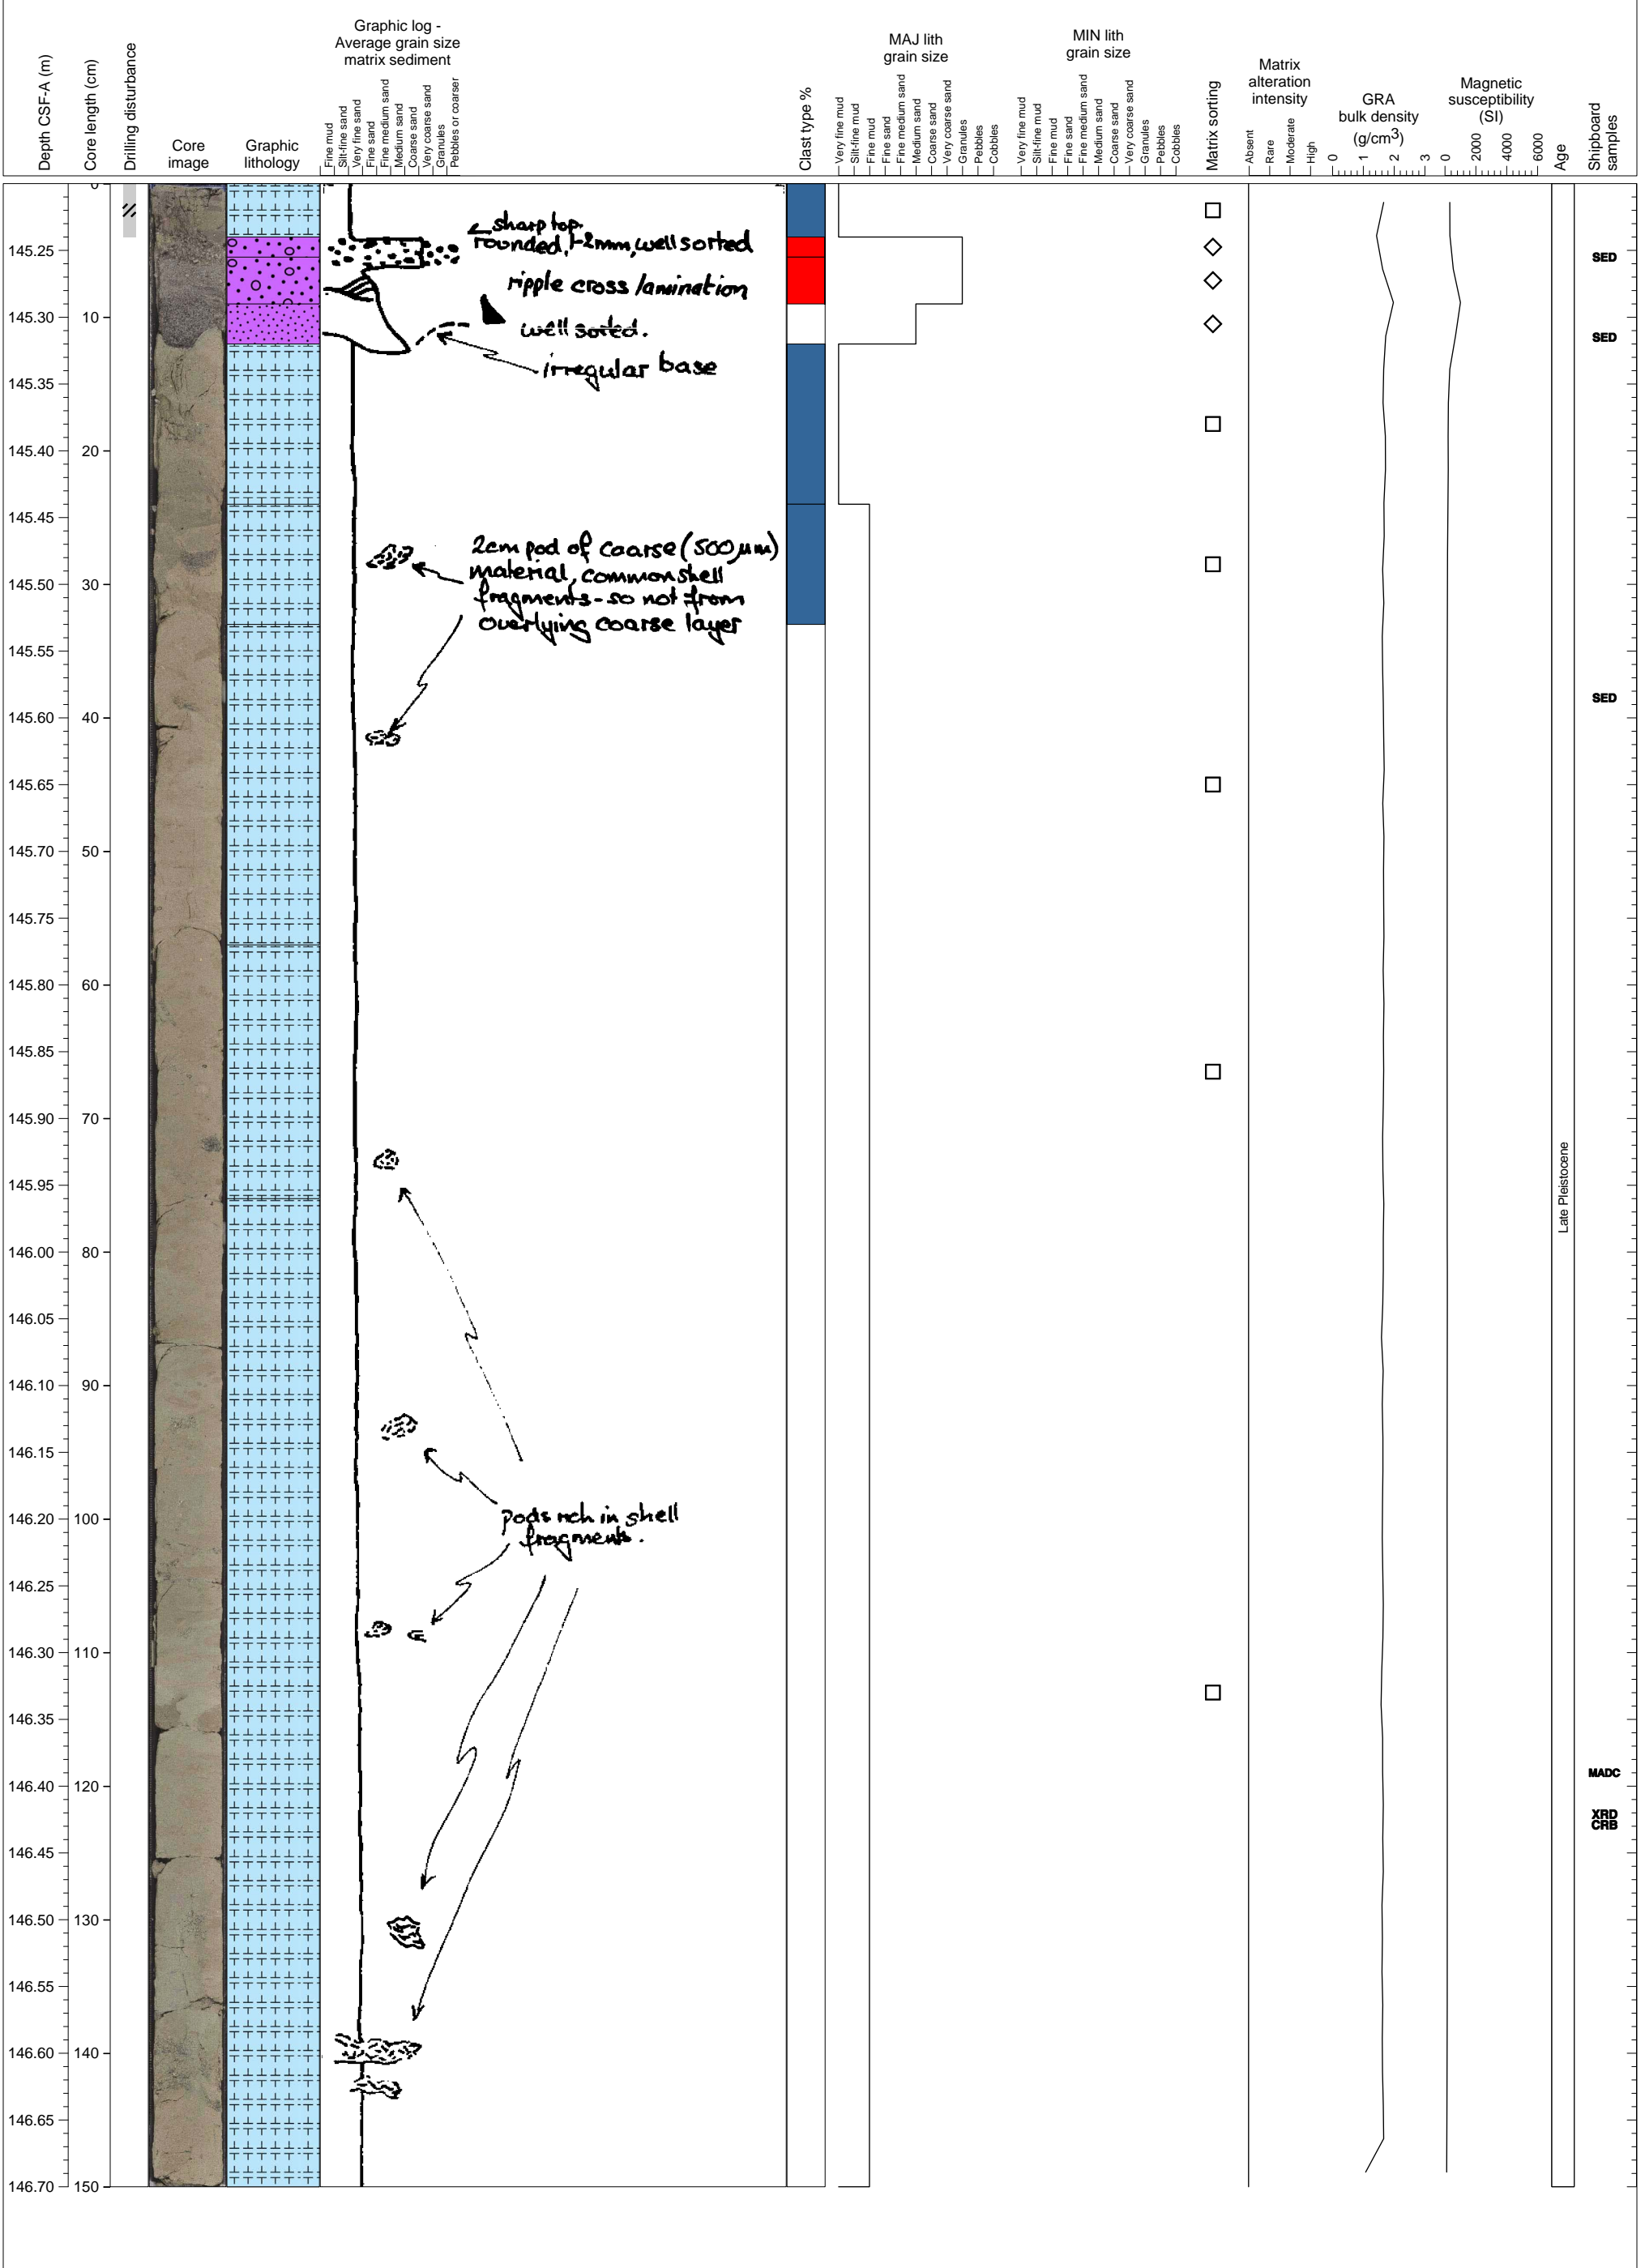 Depth CSF-A (m)
Core length (cm)
Drilling disturbance
Core
image
Graphic
lithology
Graphic log -
Average grain size
matrix sediment
Fine mud
Silt-fine sand
Very fine sand
Fine sand
Fine medium sand
Medium sand
Coarse sand
Very coarse sand
Granules
Pebbles or coarser
Clast type %
MAJ lith
grain size
Very fine mud
Silt-fine mud
Fine mud
Fine sand
Fine medium sand
Medium sand
Coarse sand
Very coarse sand
Granules
Pebbles
Cobbles
MIN lith
grain size
Very fine mud
Silt-fine mud
Fine mud
Fine sand
Fine medium sand
Medium sand
Coarse sand
Very coarse sand
Granules
Pebbles
Cobbles
Matrix sorting
Matrix
alteration
intensity
Absent
Rare
Moderate
High
GRA
bulk density
(g/cm3)
0
1
2
3
Magnetic
susceptibility
(SI)
0
2000
4000
6000
Age
Shipboard
samples
0
145.25
145.30
10
145.35
145.40
20
145.45
145.50
30
145.55
145.60
40
145.65
145.70
50
145.75
145.80
60
145.85
145.90
70
145.95
146.00
80
146.05
146.10
90
146.15
146.20
100
146.25
146.30
110
146.35
146.40
120
146.45
146.50
130
146.55
146.60
140
146.65
146.70
150
sharp top.
rounded, 1-2mm, well sorted
ripple cross lamination
well sorted.
irregular base
2cm pod of coarse (500 µm)
material, common shell
fragments - so not from
overlying coarse layer
pods rich in shell
fragments.
Late Pleistocene
SED
SED
SED
MADC
XRD
CRB